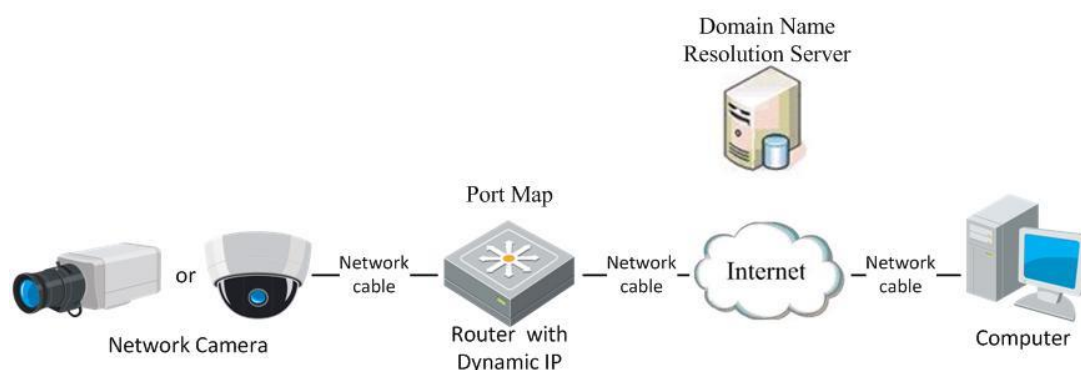 Domain Name
Resolution Server
Port Map
or
Network
cable
Network
cable
Internet
Network
cable
Network Camera
Router with
Dynamic IP
Computer